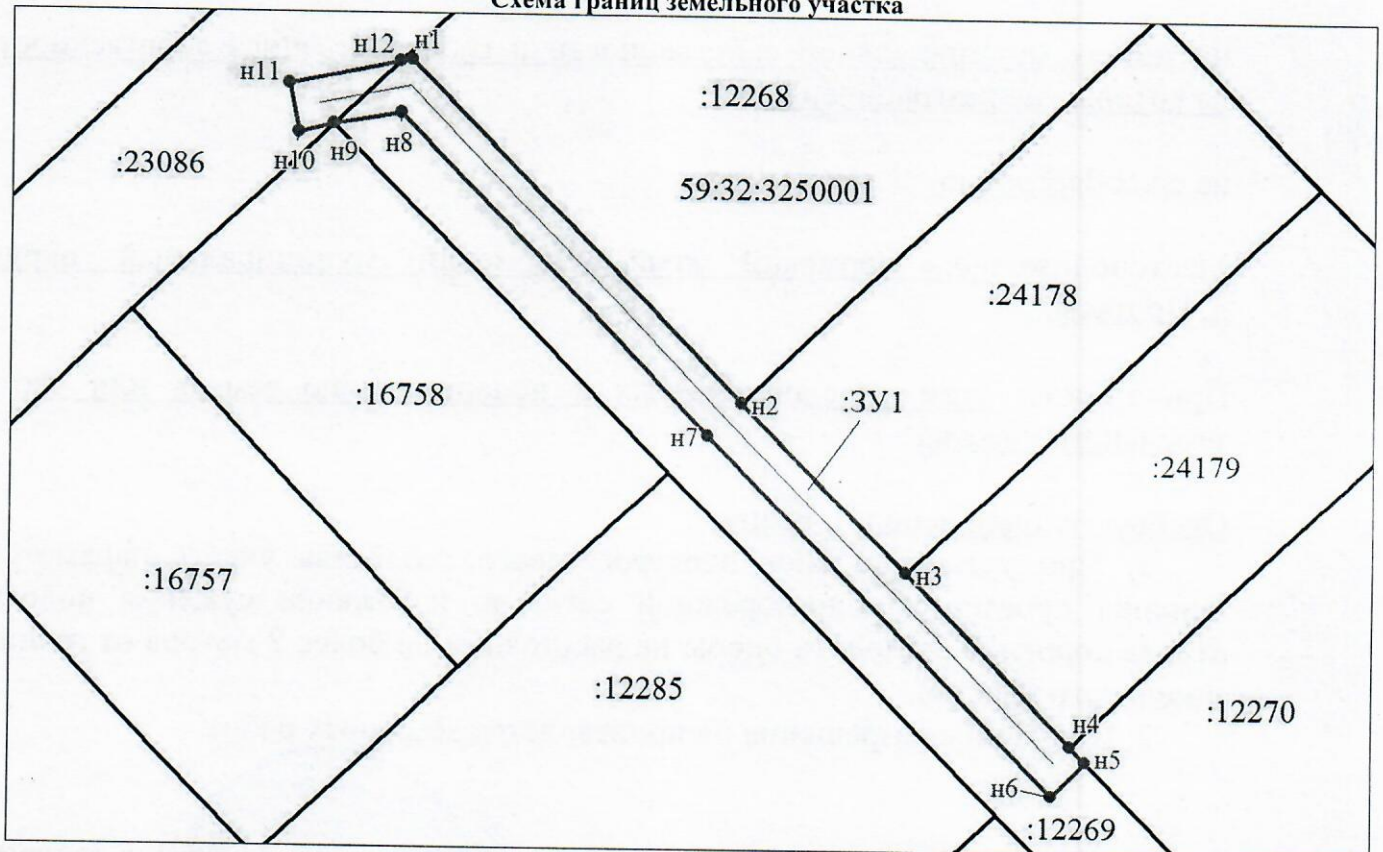 Схема границ земельного участка
н12
н1
н11
:12268
н8
н9
н10
:23086
59:32:3250001
:24178
:16758
:ЗУ1
н2
н7
:24179
:16757
н3
:12285
:12270
н4
н5
н6
:12269